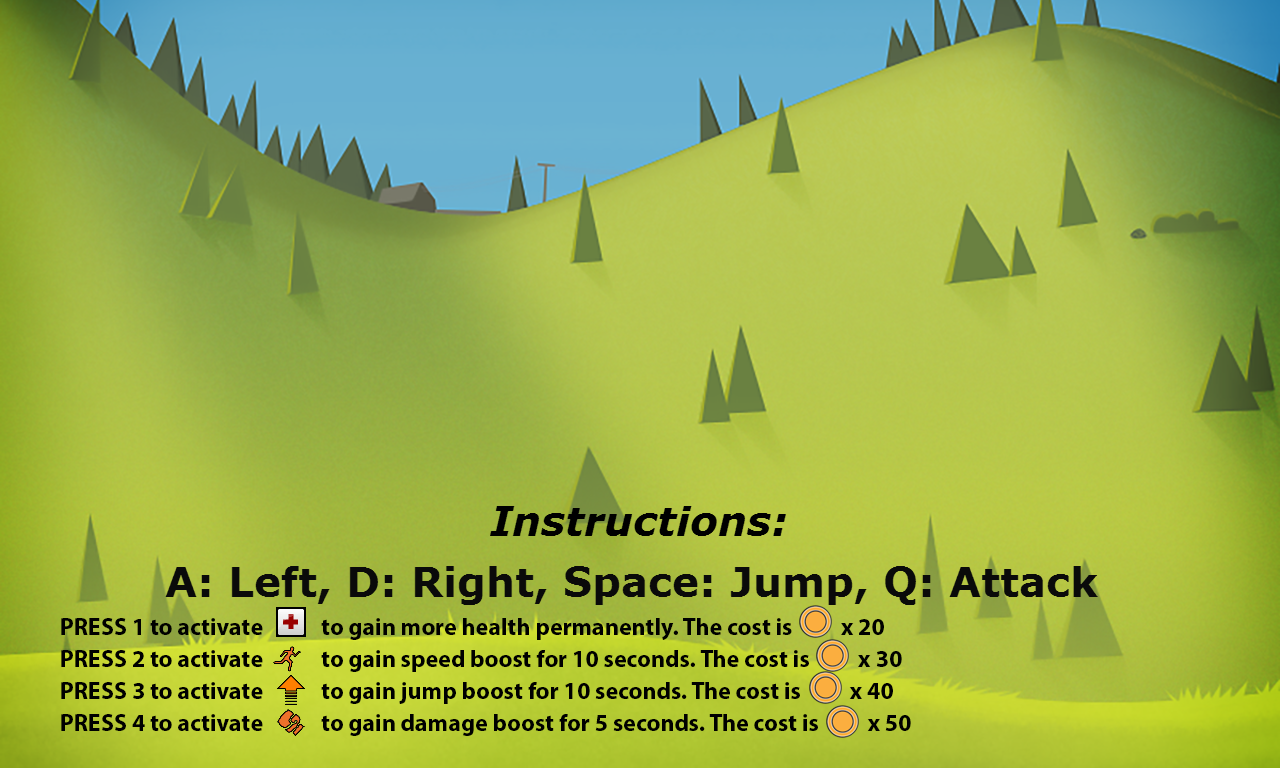 Instructions:
A: Left, D: Right, Space: Jump, Q: Attack
PRESS 1 to activate to gain more health permanently. The cost is x 20
PRESS 2 to activate to gain speed boost for 10 seconds. The cost is x 30
PRESS 3 to activate to gain jump boost for 10 seconds. The cost is x 40
PRESS 4 to activate to gain damage boost for 5 seconds. The cost is x 50